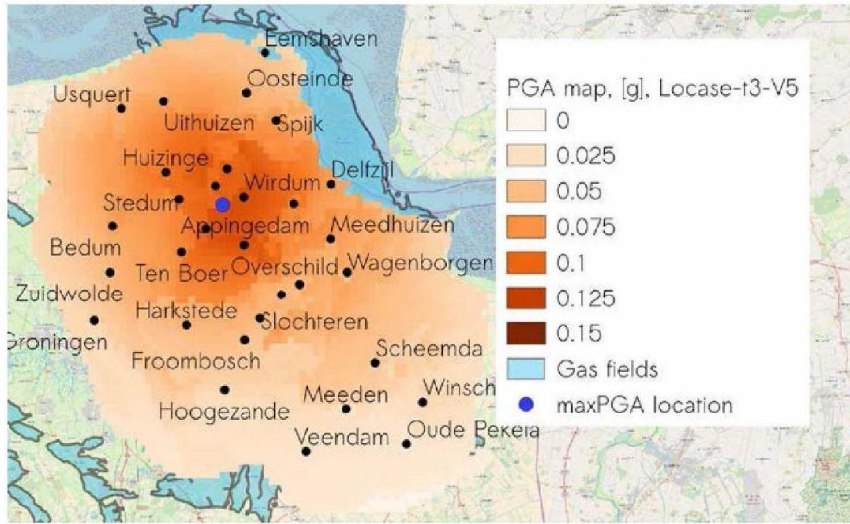 Eemshaven
Oosteinde
Usquert
Uithuizen
Spijk
Huizinge
Delfzijl
Wirdum
Stedum
Appingedam
Meedhuizen
Bedum
Ten Boer
Overschild
Wagenborgen
Zuidwolde
Harkstede
Slochteren
Groningen
Froombosch
Scheemda
Meeden
Winsch
Hoogezande
Veendam
Oude Pekela
PGA map, [g], Locase-t3-V5
0
0.025
0.05
0.075
0.1
0.125
0.15
Gas fields
maxPGA location